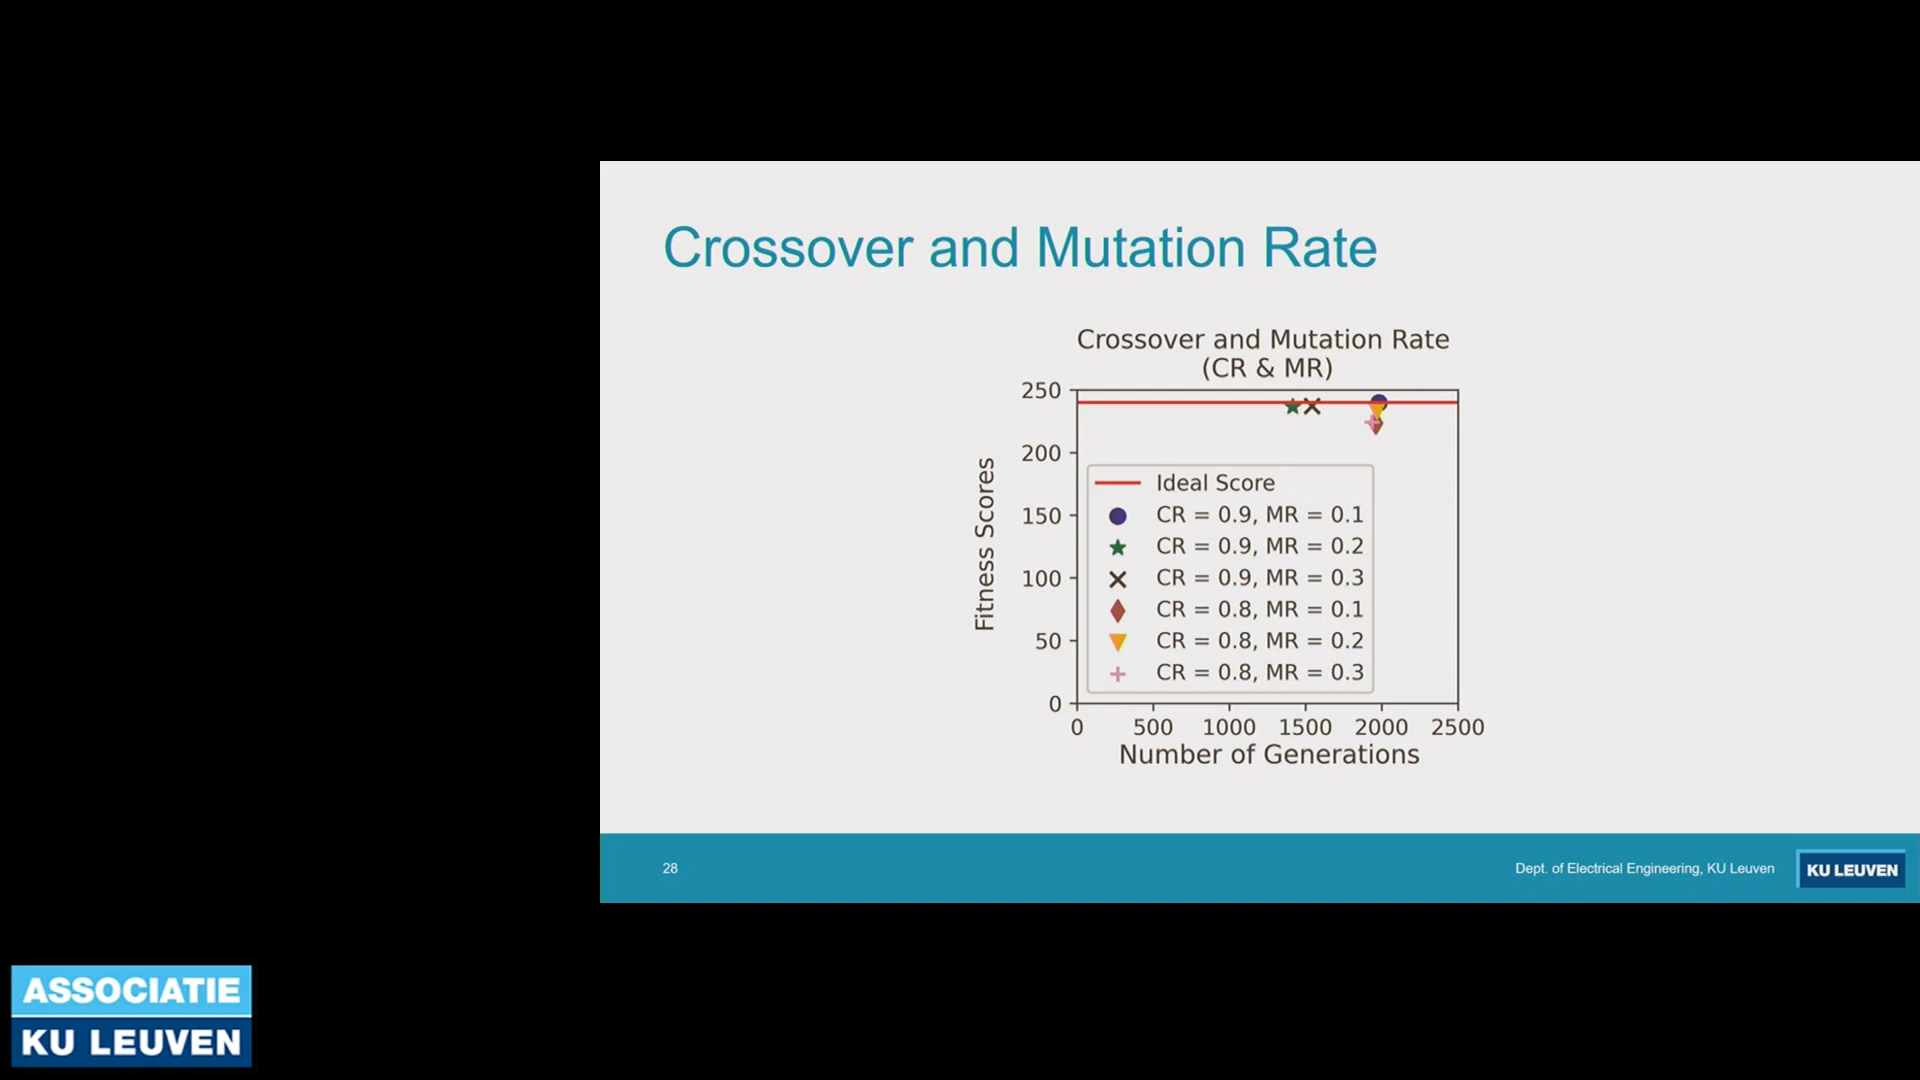 Crossover and Mutation Rate
Crossover and Mutation Rate
(CR & MR)
250
200
150
100
50
0
Fitness Scores
Ideal Score
CR = 0.9, MR = 0.1
CR = 0.9, MR = 0.2
CR = 0.9, MR = 0.3
CR = 0.8, MR = 0.1
CR = 0.8, MR = 0.2
CR = 0.8, MR = 0.3
0 500 1000 1500 2000 2500
Number of Generations
28
Dept. of Electrical Engineering, KU Leuven
KU LEUVEN
ASSOCIATIE
KU LEUVEN